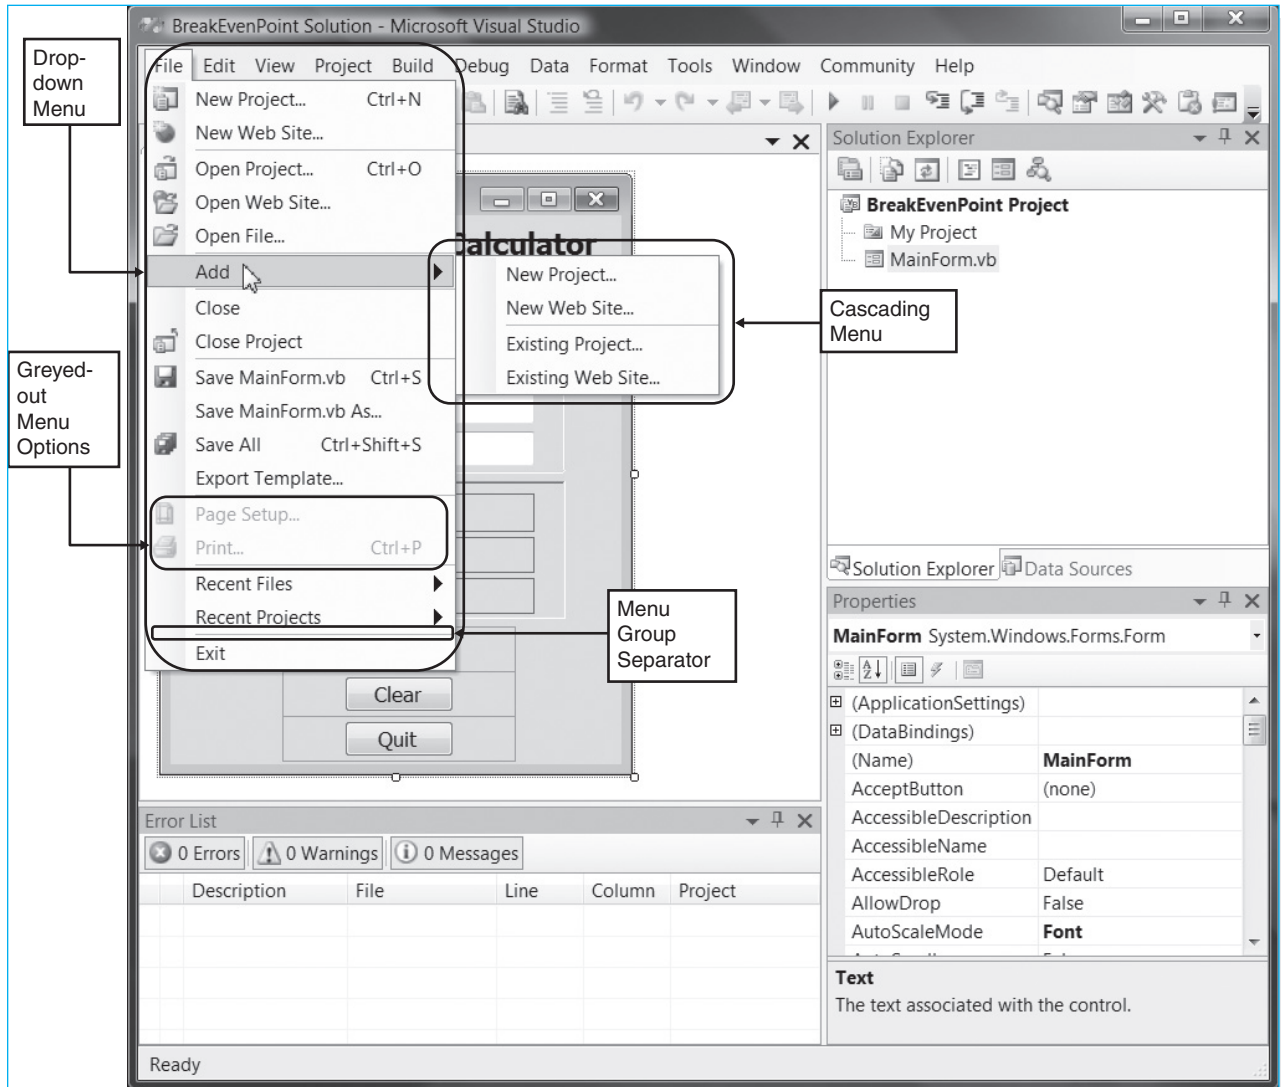 BreakEvenPoint Solution - Microsoft Visual Studio
File Edit View Project Build Debug Data Format Tools Window Community Help
Drop-
down
Menu
New Project... Ctrl+N
New Web Site...
Open Project... Ctrl+O
Open Web Site...
Open File...
Add
Close
Close Project
Save MainForm.vb Ctrl+S
Save MainForm.vb As...
Save All Ctrl+Shift+S
Export Template...
Page Setup...
Print... Ctrl+P
Recent Files
Recent Projects
Exit
Greyed-
out
Menu
Options
Calculator
New Project...
New Web Site...
Existing Project...
Existing Web Site...
Cascading
Menu
Menu
Group
Separator
Clear
Quit
Solution Explorer
BreakEvenPoint Project
My Project
MainForm.vb
Solution Explorer Data Sources
Properties
MainForm System.Windows.Forms.Form
(ApplicationSettings)
(DataBindings)
(Name) MainForm
AcceptButton (none)
AccessibleDescription
AccessibleName
AccessibleRole Default
AllowDrop False
AutoScaleMode Font
Text
The text associated with the control.
Error List
0 Errors 0 Warnings 0 Messages
Description File Line Column Project
Ready